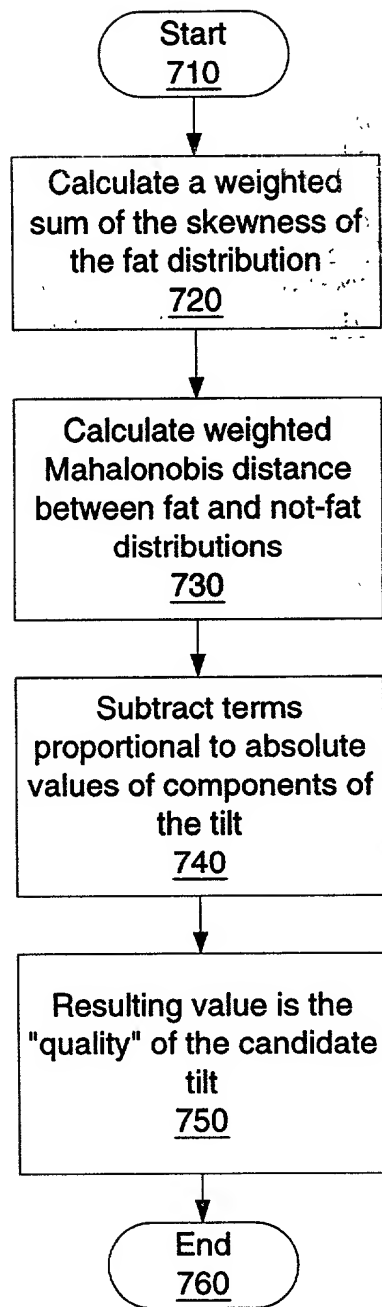 Start
710
Calculate a weighted
sum of the skewness of
the fat distribution
720
Calculate weighted
Mahalonobis distance
between fat and not-fat
distributions
730
Subtract terms
proportional to absolute
values of components of
the tilt
740
Resulting value is the
"quality" of the candidate
tilt
750
End
760